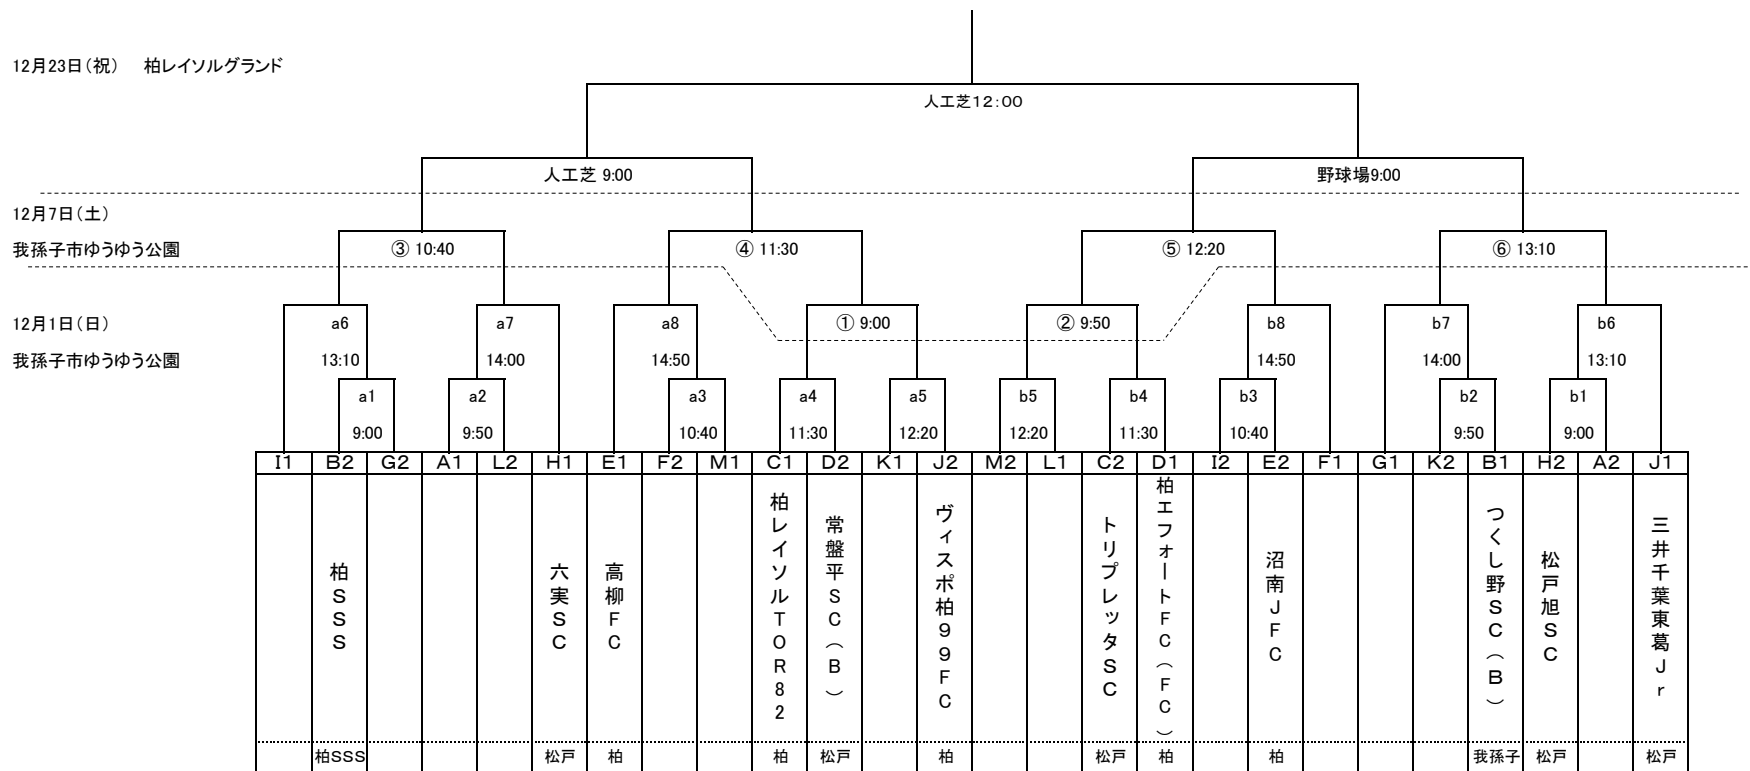 12月23日（祝）　柏レイソルグランド
人工芝12：00
人工芝 9:00
野球場9:00
12月7日（土）
我孫子市ゆうゆう公園
③ 10:40
④ 11:30
⑤ 12:20
⑥ 13:10
12月1日（日）
我孫子市ゆうゆう公園
a6
13:10
a7
14:00
a8
14:50
① 9:00
② 9:50
b8
14:50
b7
14:00
b6
13:10
a1
9:00
a2
9:50
a3
10:40
a4
11:30
a5
12:20
b5
12:20
b4
11:30
b3
10:40
b2
9:50
b1
9:00
I1 B2 G2 A1 L2 H1 E1 F2 M1 C1 D2 K1 J2 M2 L1 C2 D1 I2 E2 F1 G1 K2 B1 H2 A2 J1
柏SSS
六実SC
高柳FC
柏レイソルTOR82
常盤平SC（B）
ヴィスポ柏99FC
トリプレッタSC
柏エフォートFC（FC）
沼南JFC
つくし野SC（B）
松戸旭SC
三井千葉東葛Jr
柏SSS 松戸 柏 柏 松戸 柏 松戸 柏 柏 我孫子 松戸 松戸